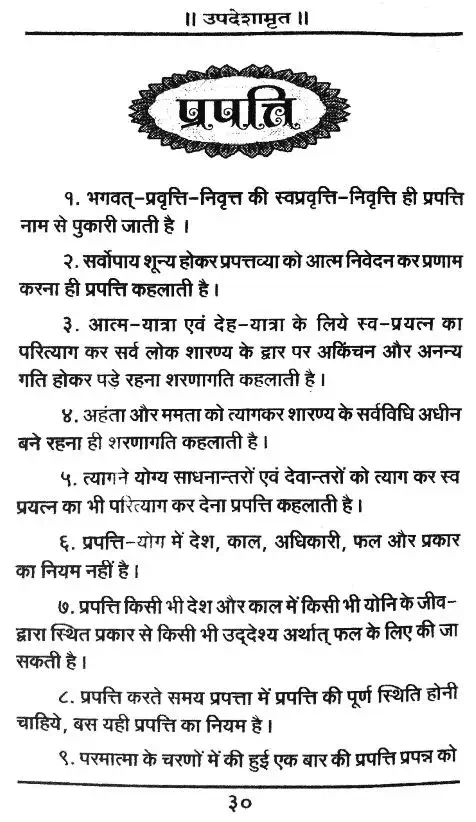 ॥ उपदेशामृत ॥
प्रपत्ति
१. भगवत्-प्रवृत्ति-निवृत्त की स्वप्रवृत्ति-निवृत्ति ही प्रपत्ति
नाम से पुकारी जाती है ।
२. सर्वोपाय शून्य होकर प्रपत्तव्या को आत्म निवेदन कर प्रणाम
करना ही प्रपत्ति कहलाती है।
३. आत्म-यात्रा एवं देह-यात्रा के लिये स्व-प्रयत्न का
परित्याग कर सर्व लोक शारण्य के द्वार पर अकिंचन और अनन्य
गति होकर पड़े रहना शरणागति कहलाती है।
४. अहंता और ममता को त्यागकर शारण्य के सर्वविधि अधीन
बने रहना ही शरणागति कहलाती है।
५. त्यागने योग्य साधनान्तरों एवं देवान्तरों को त्याग कर स्व
प्रयत्न का भी परित्याग कर देना प्रपत्ति कहलाती है।
६. प्रपत्ति-योग में देश, काल, अधिकारी, फल और प्रकार
का नियम नहीं है।
७. प्रपत्ति किसी भी देश और काल में किसी भी योनि के जीव-
द्वारा स्थित प्रकार से किसी भी उद्देश्य अर्थात् फल के लिए की जा
सकती है।
८. प्रपत्ति करते समय प्रपत्ता में प्रपत्ति की पूर्ण स्थिति होनी
चाहिये, बस यही प्रपत्ति का नियम है।
९. परमात्मा के चरणों में की हुई एक बार की प्रपत्ति प्रपन्न को
३०